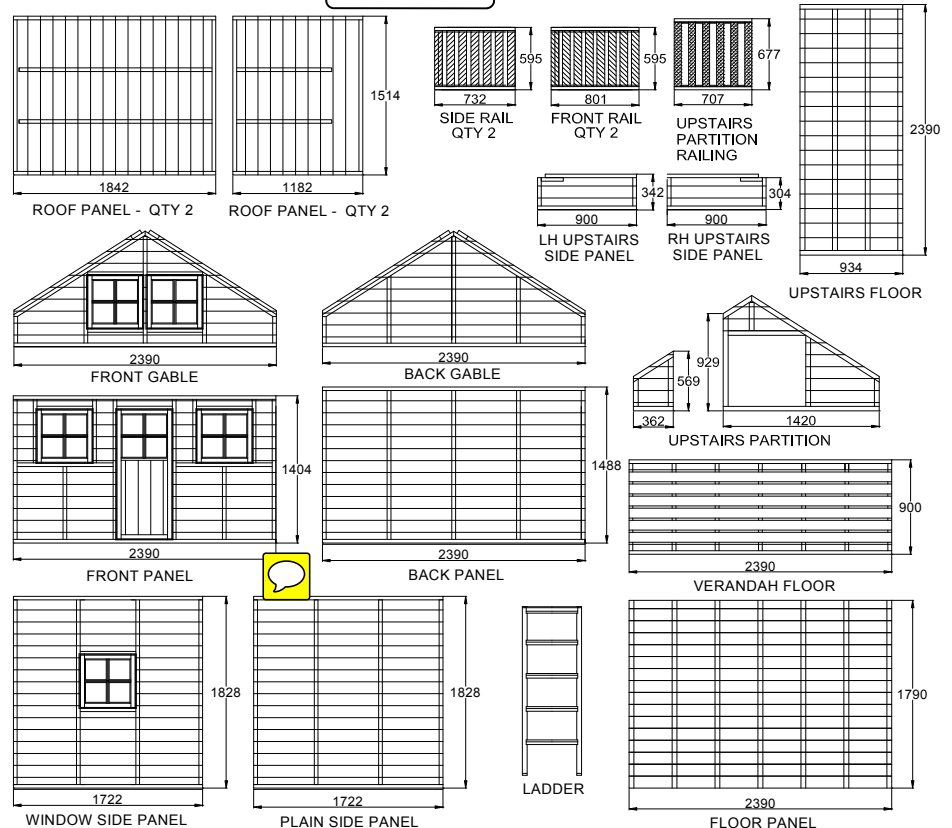 1842
ROOF PANEL - QTY 2
1182
ROOF PANEL - QTY 2
1514
732
595
SIDE RAIL
QTY 2
801
595
FRONT RAIL
QTY 2
707
677
UPSTAIRS
PARTITION
RAILING
900
342
LH UPSTAIRS
SIDE PANEL
900
304
RH UPSTAIRS
SIDE PANEL
2390
934
UPSTAIRS FLOOR
2390
FRONT GABLE
2390
BACK GABLE
569
362
929
1420
UPSTAIRS PARTITION
1404
2390
FRONT PANEL
1488
2390
BACK PANEL
900
2390
VERANDAH FLOOR
1828
1722
WINDOW SIDE PANEL
1828
1722
PLAIN SIDE PANEL
LADDER
1790
2390
FLOOR PANEL